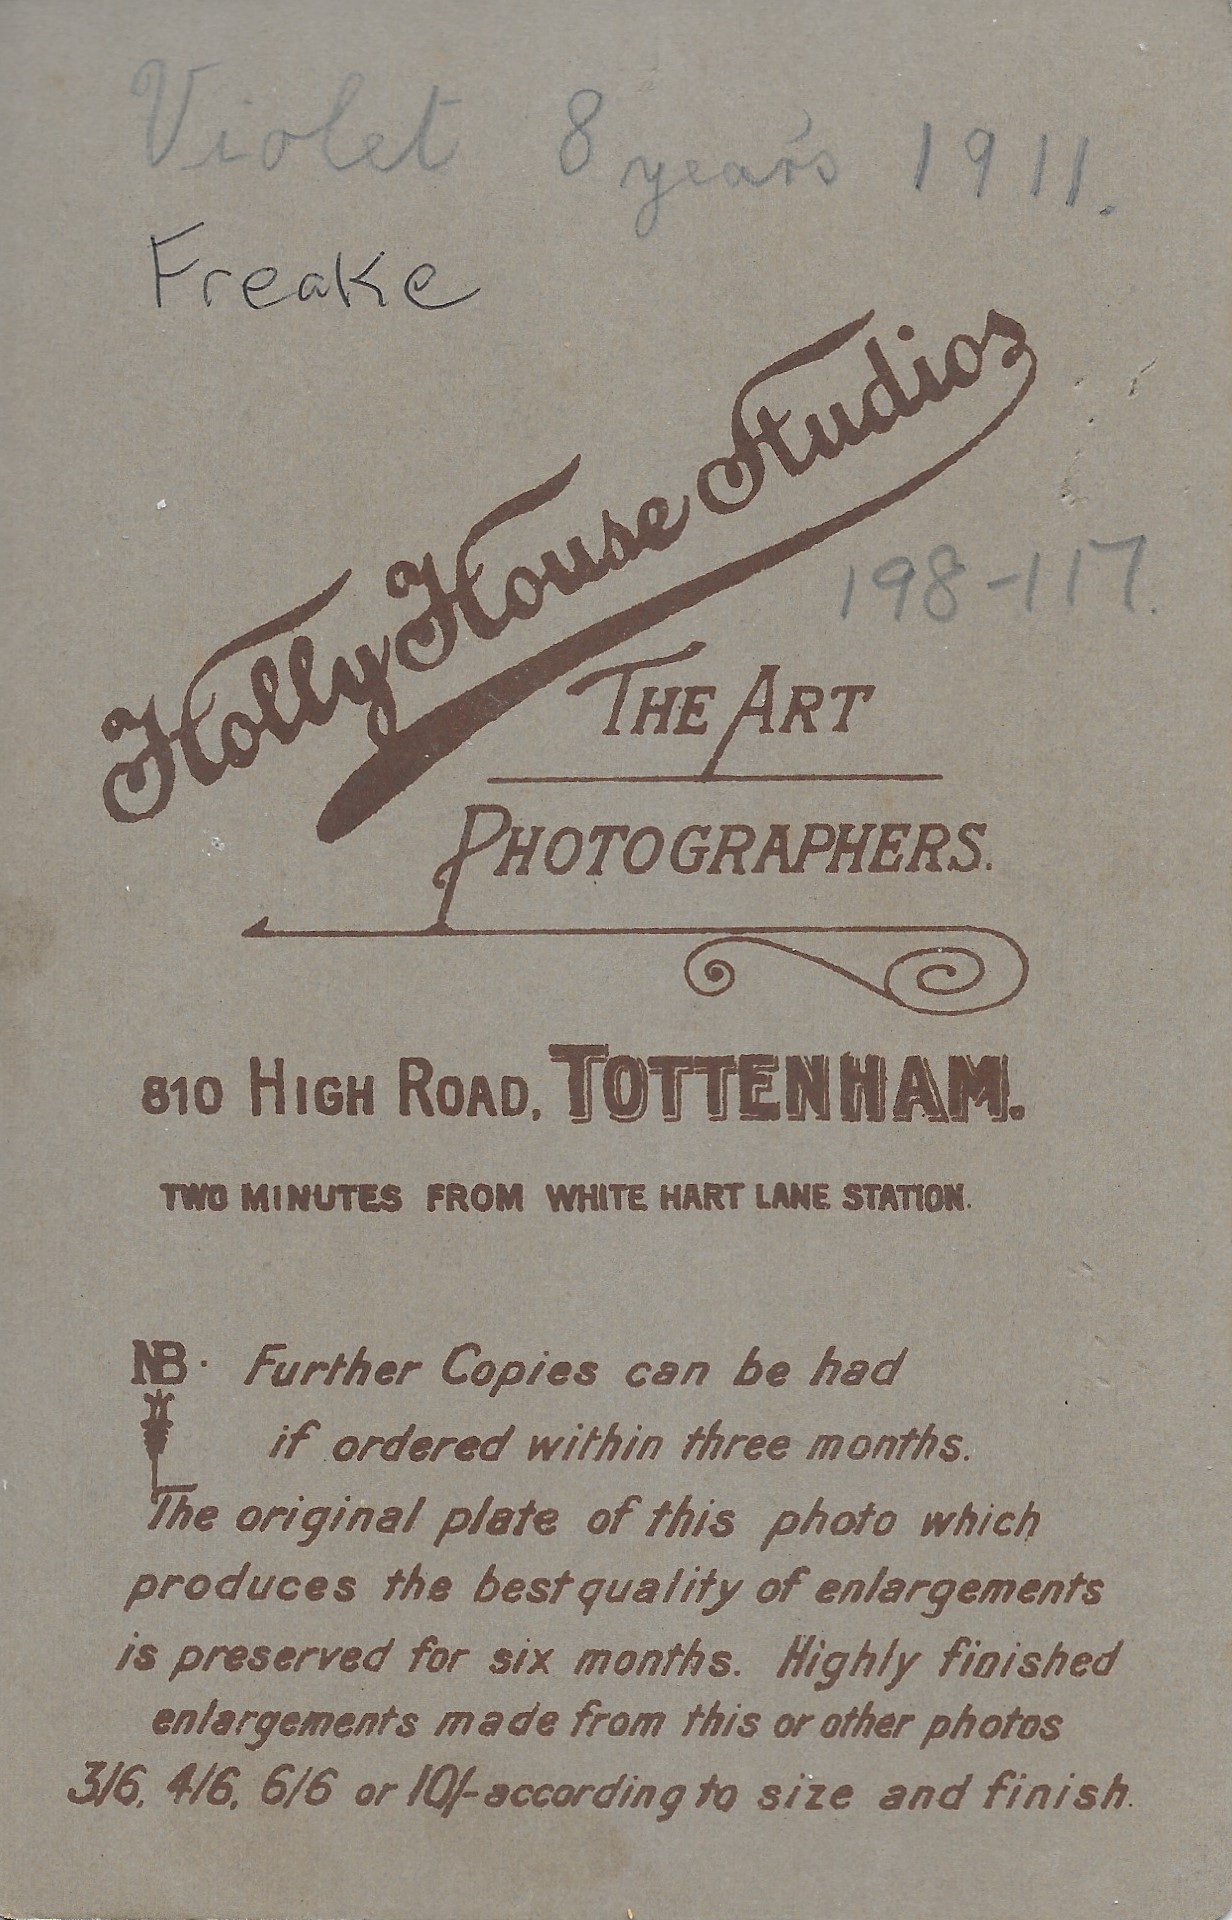 Violet 8 year's 1911.
Freake
Holly House Studios
198-117.
THE ART
PHOTOGRAPHERS.
810 HIGH ROAD, TOTTENHAM.
TWO MINUTES FROM WHITE HART LANE STATION.
NB. Further Copies can be had
if ordered within three months.
The original plate of this photo which
produces the best quality of enlargements
is preserved for six months. Highly finished
enlargements made from this or other photos
3/6, 4/6, 6/6 or 10/- according to size and finish.